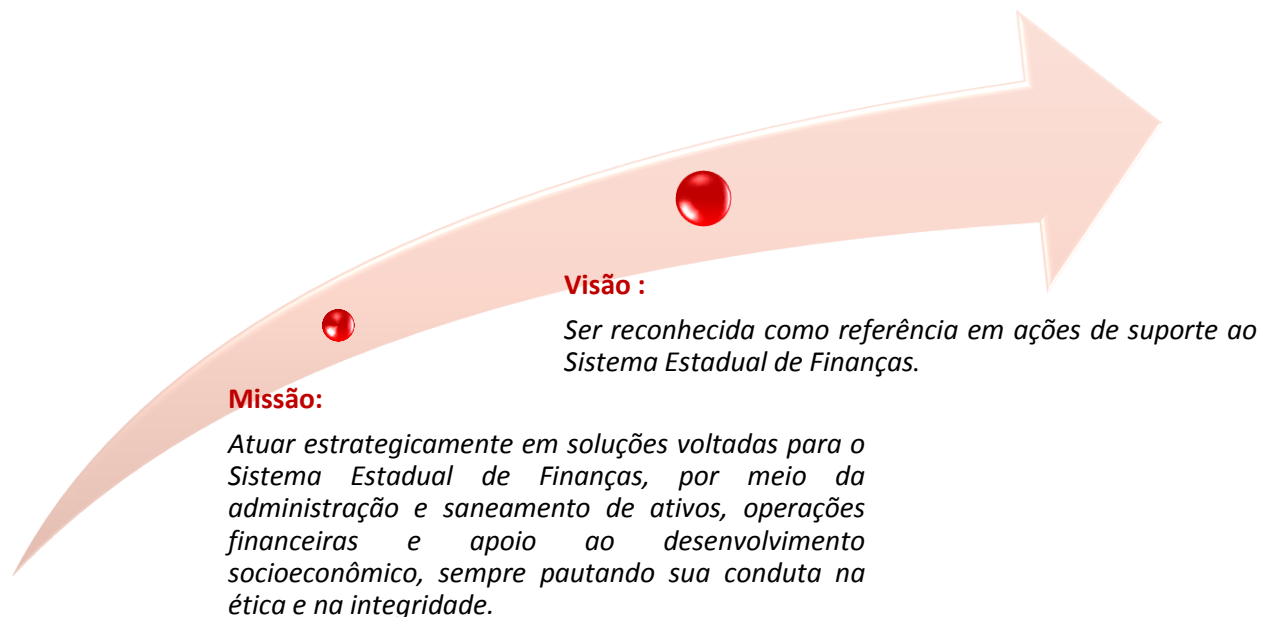 Visão :
Ser reconhecida como referência em ações de suporte ao
Sistema Estadual de Finanças.
Missão:
Atuar estrategicamente em soluções voltadas para o
Sistema Estadual de Finanças, por meio da
administração e saneamento de ativos, operações
financeiras e apoio ao desenvolvimento
socioeconômico, sempre pautando sua conduta na
ética e na integridade.